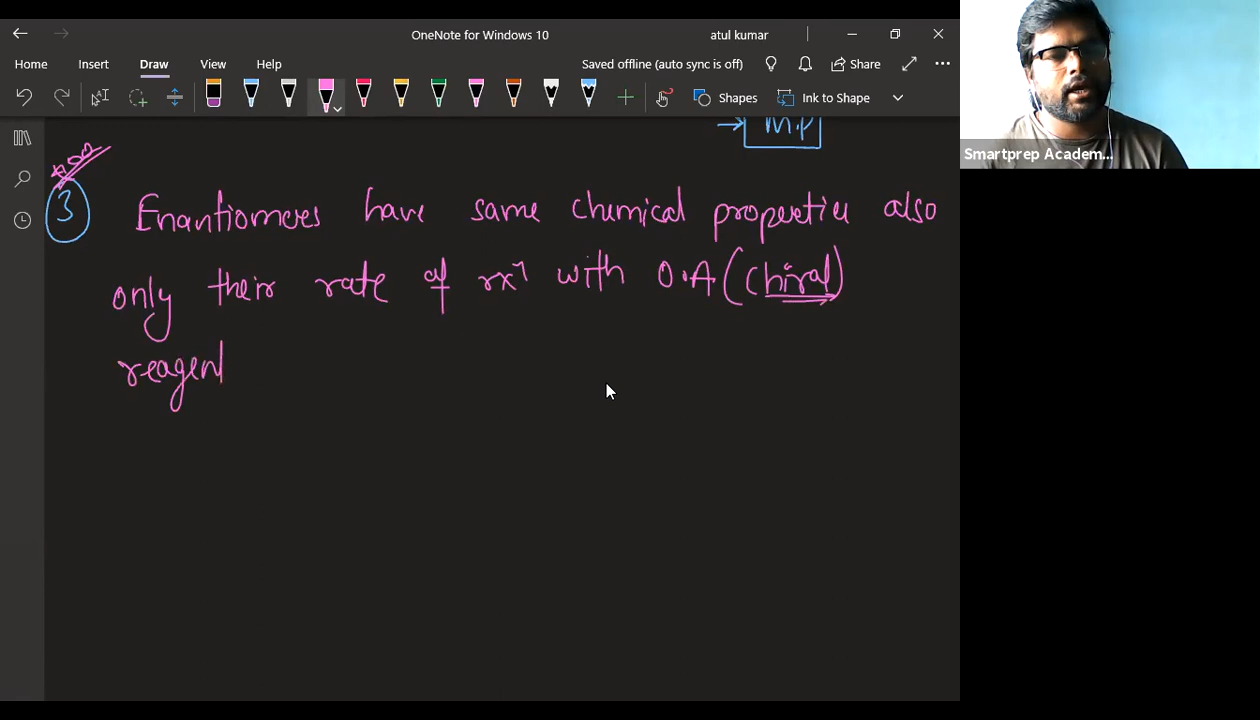 OneNote for Windows 10
atul kumar
Home Insert Draw View Help
Saved offline (auto sync is off)
Share
Shapes
Ink to Shape
→ M.P
3 Enantiomers have same chemical properties also
only their rate of rxn with O.A (chiral)
reagent
Smartprep Academ...